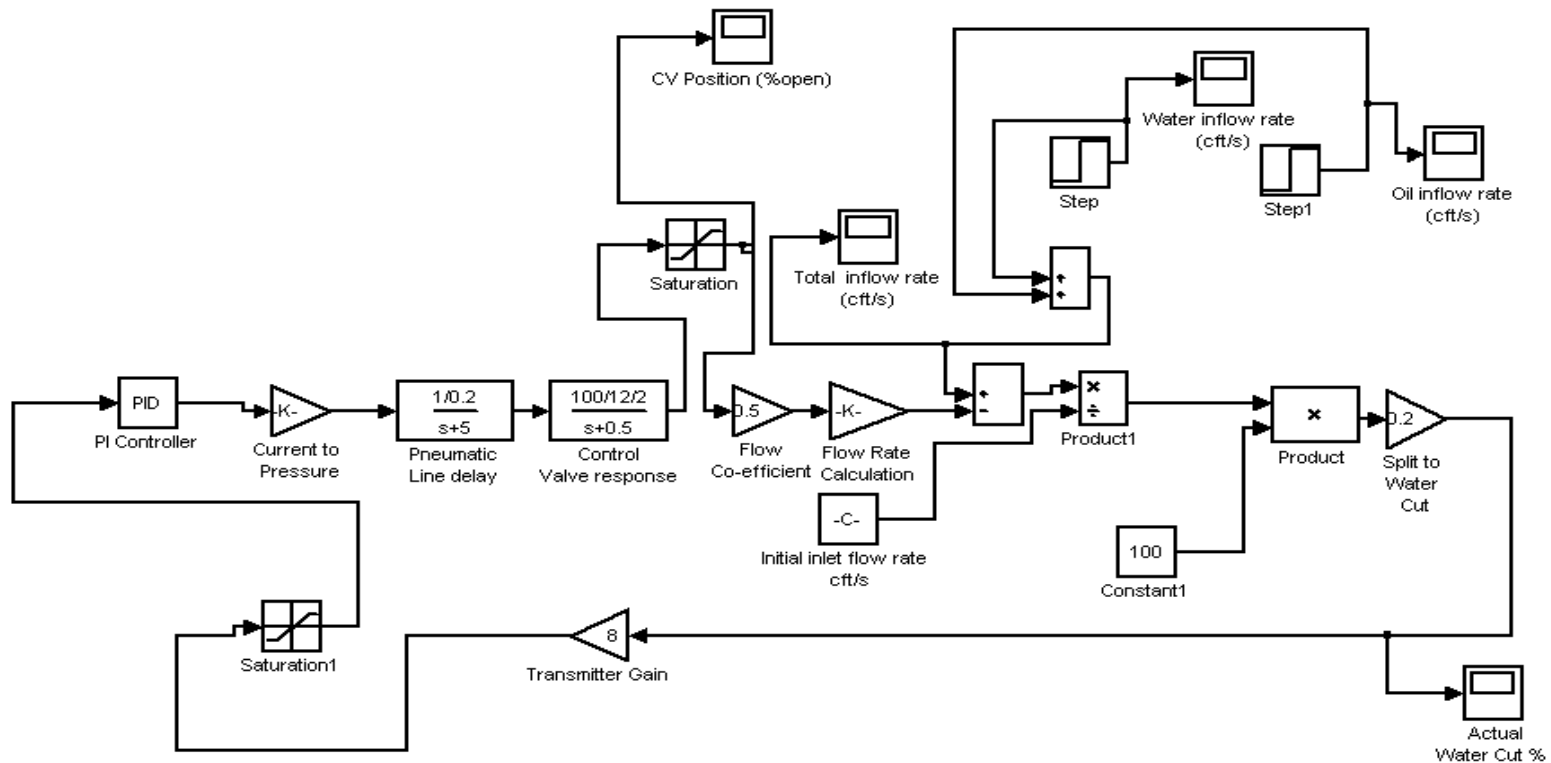 CV Position (%open)
Water inflow rate
(cft/s)
Oil inflow rate
(cft/s)
Step
Step1
Saturation
Total inflow rate
(cft/s)
+
+
PID
PI Controller
-K-
Current to
Pressure
1/0.2
s+5
Pneumatic
Line delay
100/12/2
s+0.5
Control
Valve response
0.5
Flow
Co-efficient
-K-
Flow Rate
Calculation
+
−
×
÷
Product1
×
Product
0.2
Split to
Water
Cut
-C-
Initial inlet flow rate
cft/s
100
Constant1
Saturation1
8
Transmitter Gain
Actual
Water Cut %